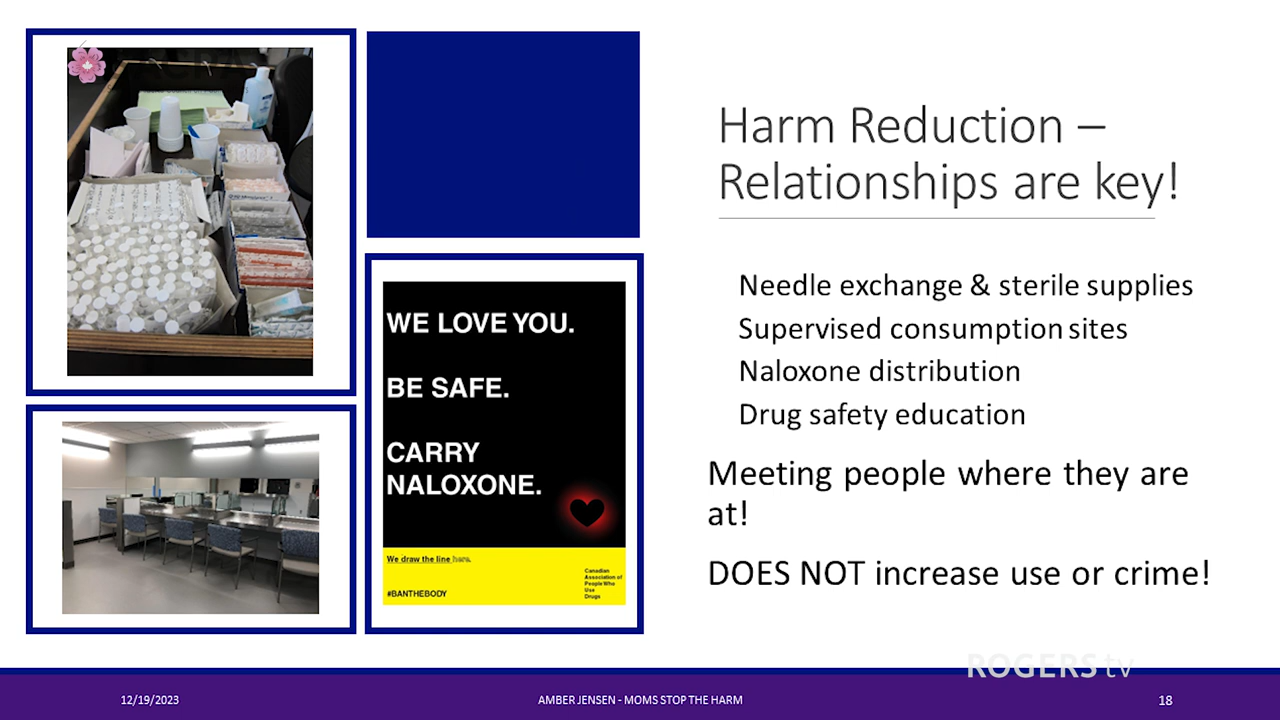 Harm Reduction –
Relationships are key!
Needle exchange & sterile supplies
Supervised consumption sites
Naloxone distribution
Drug safety education
Meeting people where they are
at!
DOES NOT increase use or crime!
WE LOVE YOU.
BE SAFE.
CARRY
NALOXONE.
We draw the line here.
#BANTHEBODY
Canadian
Association of
People Who
Use
Drugs
ROGERS tv
12/19/2023
AMBER JENSEN - MOMS STOP THE HARM
18